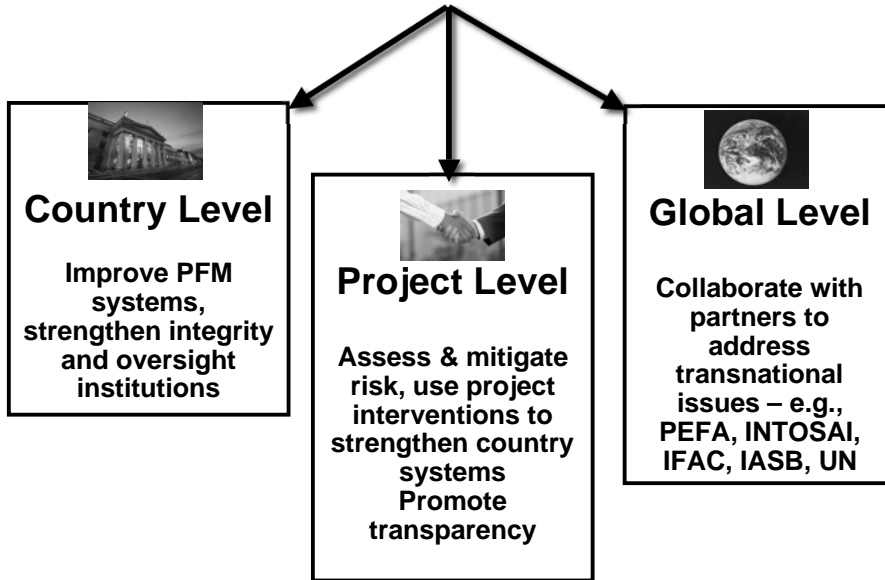 Country Level
Improve PFM
systems,
strengthen integrity
and oversight
institutions
Project Level
Assess & mitigate
risk, use project
interventions to
strengthen country
systems
Promote
transparency
Global Level
Collaborate with
partners to
address
transnational
issues – e.g.,
PEFA, INTOSAI,
IFAC, IASB, UN